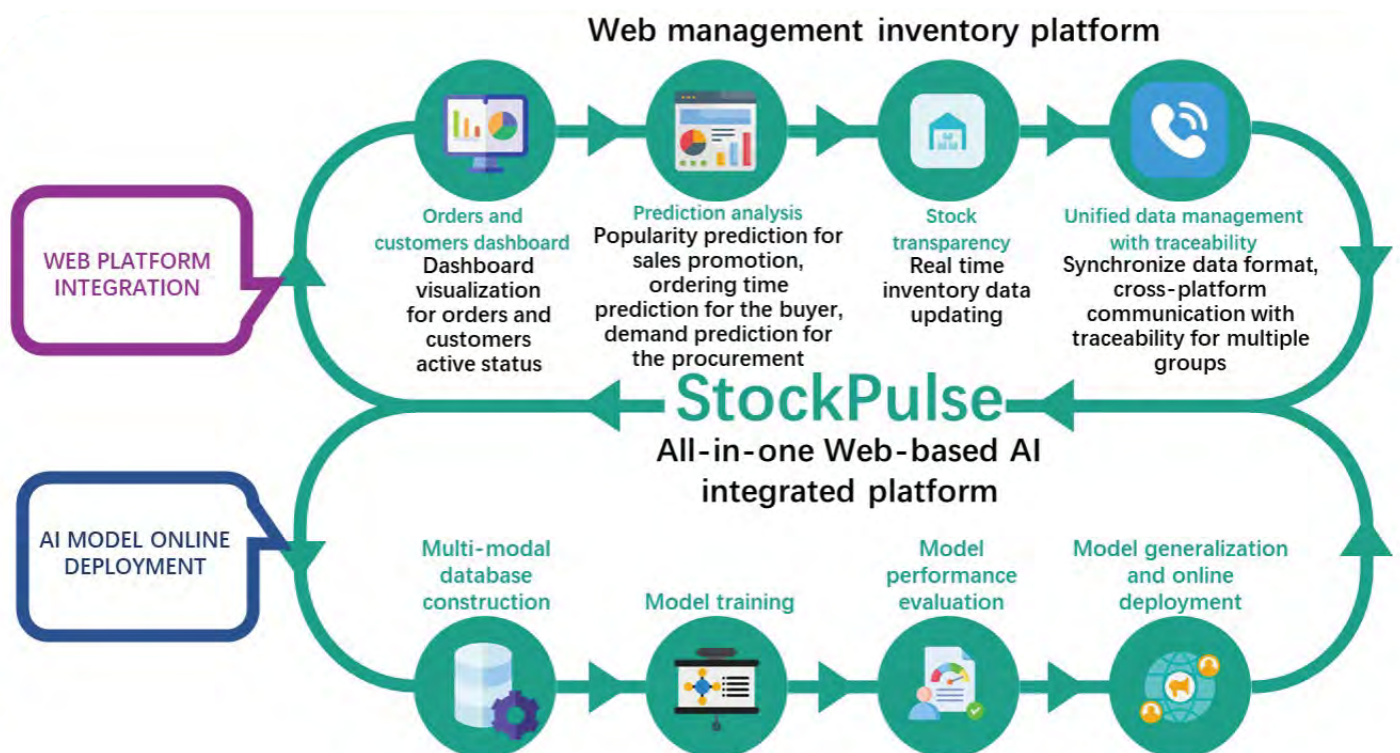 Web management inventory platform
WEB PLATFORM
INTEGRATION
Orders and
customers dashboard
Dashboard
visualization
for orders and
customers
active status
Prediction analysis
Popularity prediction for
sales promotion,
ordering time
prediction for the buyer,
demand prediction for
the procurement
Stock
transparency
Real time
inventory data
updating
Unified data management
with traceability
Synchronize data format,
cross-platform
communication with
traceability for multiple
groups
StockPulse
All-in-one Web-based AI
integrated platform
AI MODEL ONLINE
DEPLOYMENT
Multi-modal
database
construction
Model training
Model
performance
evaluation
Model generalization
and online
deployment